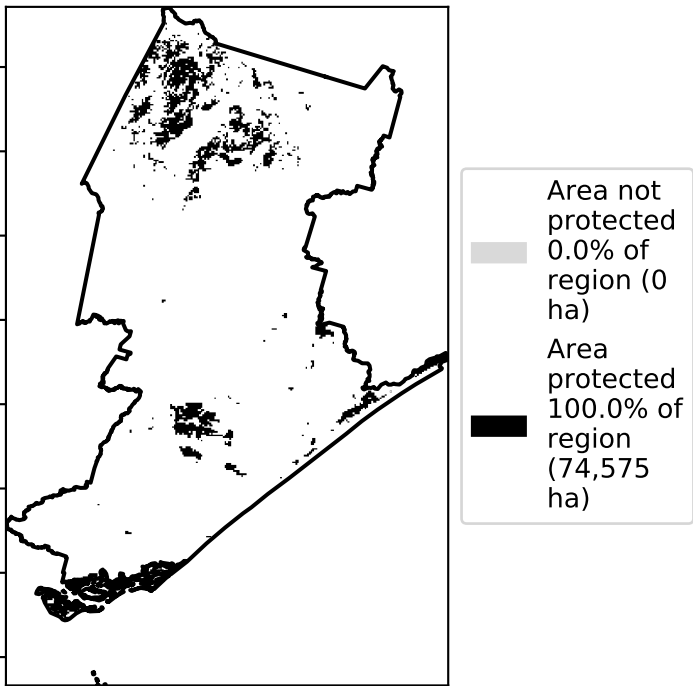 Area not
protected
0.0% of
region (0
ha)
Area
protected
100.0% of
region
(74,575
ha)